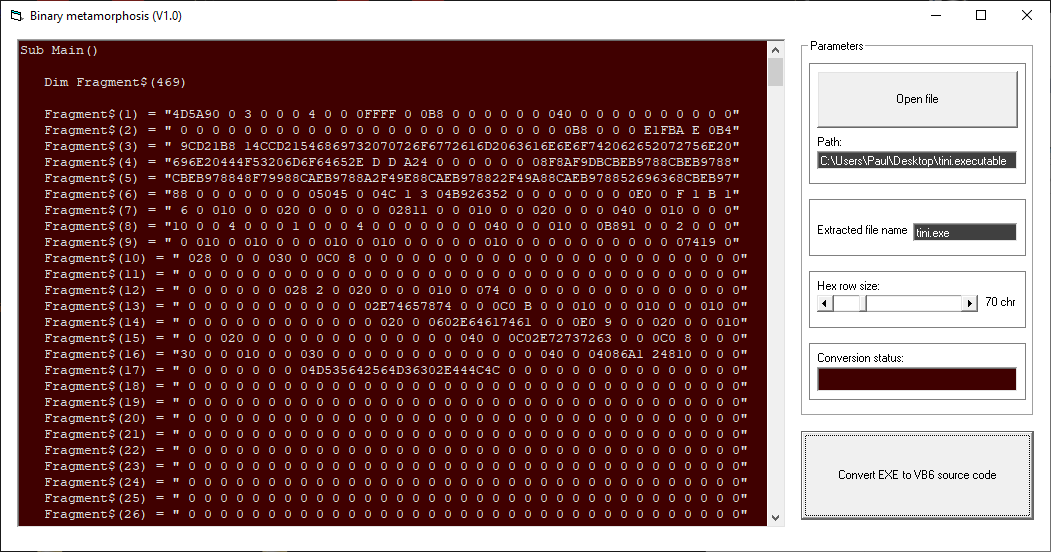 Binary metamorphosis (V1.0)
Sub Main()
Dim Fragment$(469)
Fragment$(1) = "4D5A90 0 3 0 0 0 4 0 0 0FFFF 0 0B8 0 0 0 0 0 0 040 0 0 0 0 0 0 0 0 0 0"
Fragment$(2) = " 0 0 0 0 0 0 0 0 0 0 0 0 0 0 0 0 0 0 0 0 0 0 0 0 0B8 0 0 0 E1FBA E 0B4"
Fragment$(3) = " 9CD21B8 14CCD21546869732070726F6772616D2063616E6E6F742062652072756E20"
Fragment$(4) = "696E20444F53206D6F64652E D D A24 0 0 0 0 0 0 08F8AF9DBCBEB9788CBEB9788"
Fragment$(5) = "CBEB978848F79988CAEB9788A2F49E88CAEB978822F49A88CAEB978852696368CBEB97"
Fragment$(6) = "88 0 0 0 0 0 0 0 05045 0 04C 1 3 04B926352 0 0 0 0 0 0 0 0E0 0 F 1 B 1"
Fragment$(7) = " 6 0 010 0 0 020 0 0 0 0 0 02811 0 0 010 0 0 020 0 0 0 040 0 010 0 0 0"
Fragment$(8) = "10 0 0 4 0 0 0 1 0 0 0 4 0 0 0 0 0 0 0 040 0 0 010 0 0B891 0 0 2 0 0 0"
Fragment$(9) = " 0 010 0 010 0 0 0 010 0 010 0 0 0 0 0 010 0 0 0 0 0 0 0 0 0 0 07419 0"
Fragment$(10) = " 028 0 0 0 030 0 0C0 8 0 0 0 0 0 0 0 0 0 0 0 0 0 0 0 0 0 0 0 0 0 0 0 0"
Fragment$(11) = " 0 0 0 0 0 0 0 0 0 0 0 0 0 0 0 0 0 0 0 0 0 0 0 0 0 0 0 0 0 0 0 0 0 0 0"
Fragment$(12) = " 0 0 0 0 0 0 028 2 0 020 0 0 0 010 0 074 0 0 0 0 0 0 0 0 0 0 0 0 0 0 0"
Fragment$(13) = " 0 0 0 0 0 0 0 0 0 0 0 02E74657874 0 0 0C0 B 0 0 010 0 0 010 0 0 010 0"
Fragment$(14) = " 0 0 0 0 0 0 0 0 0 0 0 0 020 0 0602E64617461 0 0 0E0 9 0 0 020 0 0 010"
Fragment$(15) = " 0 0 020 0 0 0 0 0 0 0 0 0 0 0 0 0 040 0 0C02E72737263 0 0 0C0 8 0 0 0"
Fragment$(16) = "30 0 0 010 0 0 030 0 0 0 0 0 0 0 0 0 0 0 0 0 040 0 04086A1 24810 0 0 0"
Fragment$(17) = " 0 0 0 0 0 0 0 04D535642564D36302E444C4C 0 0 0 0 0 0 0 0 0 0 0 0 0 0 0"
Fragment$(18) = " 0 0 0 0 0 0 0 0 0 0 0 0 0 0 0 0 0 0 0 0 0 0 0 0 0 0 0 0 0 0 0 0 0 0 0"
Fragment$(19) = " 0 0 0 0 0 0 0 0 0 0 0 0 0 0 0 0 0 0 0 0 0 0 0 0 0 0 0 0 0 0 0 0 0 0 0"
Fragment$(20) = " 0 0 0 0 0 0 0 0 0 0 0 0 0 0 0 0 0 0 0 0 0 0 0 0 0 0 0 0 0 0 0 0 0 0 0"
Fragment$(21) = " 0 0 0 0 0 0 0 0 0 0 0 0 0 0 0 0 0 0 0 0 0 0 0 0 0 0 0 0 0 0 0 0 0 0 0"
Fragment$(22) = " 0 0 0 0 0 0 0 0 0 0 0 0 0 0 0 0 0 0 0 0 0 0 0 0 0 0 0 0 0 0 0 0 0 0 0"
Fragment$(23) = " 0 0 0 0 0 0 0 0 0 0 0 0 0 0 0 0 0 0 0 0 0 0 0 0 0 0 0 0 0 0 0 0 0 0 0"
Fragment$(24) = " 0 0 0 0 0 0 0 0 0 0 0 0 0 0 0 0 0 0 0 0 0 0 0 0 0 0 0 0 0 0 0 0 0 0 0"
Fragment$(25) = " 0 0 0 0 0 0 0 0 0 0 0 0 0 0 0 0 0 0 0 0 0 0 0 0 0 0 0 0 0 0 0 0 0 0 0"
Fragment$(26) = " 0 0 0 0 0 0 0 0 0 0 0 0 0 0 0 0 0 0 0 0 0 0 0 0 0 0 0 0 0 0 0 0 0 0 0"
Parameters
Open file
Path:
C:\Users\Paul\Desktop\tini.executable
Extracted file name tini.exe
Hex row size:
70 chr
Conversion status:
Convert EXE to VB6 source code